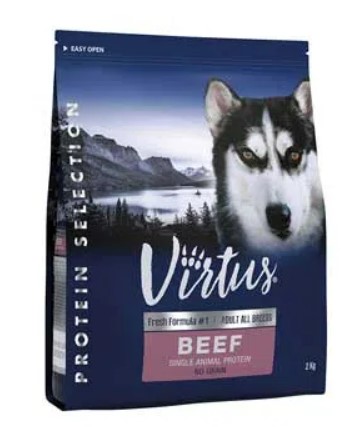 EASY OPEN
PROTEIN SELECTION
Virtus
Fresh Formula #1 | ADULT ALL BREEDS
BEEF
SINGLE ANIMAL PROTEIN
NO GRAIN
2 Kg